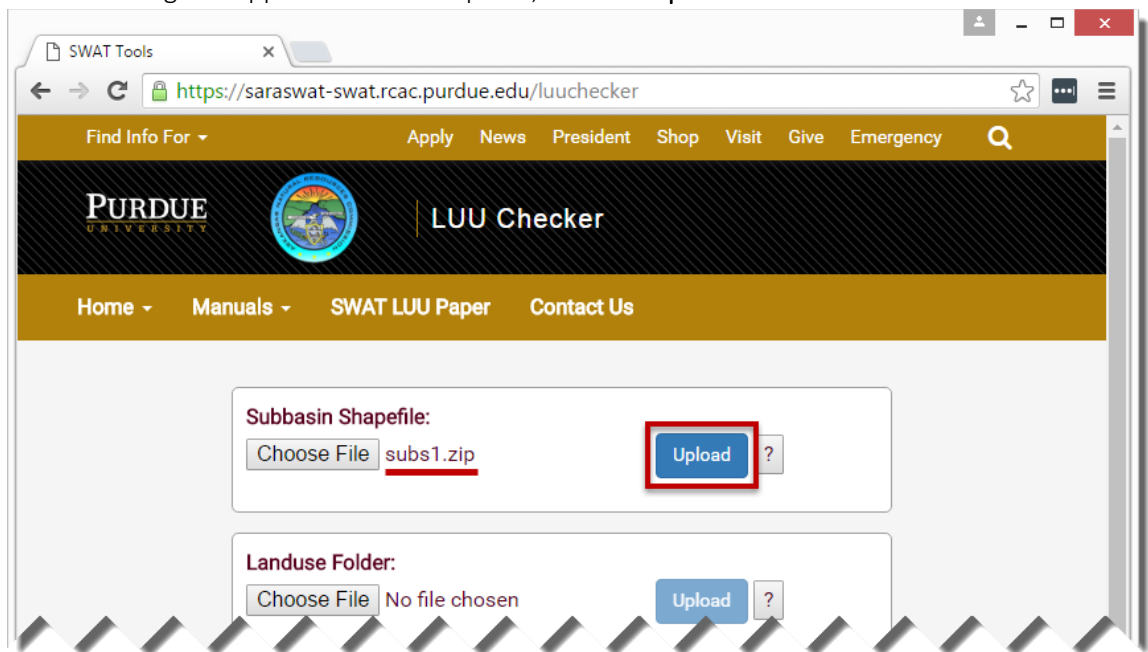 SWAT Tools
https://saraswat-swat.rcac.purdue.edu/luuchecker
Find Info For Apply News President Shop Visit Give Emergency
PURDUE
UNIVERSITY
LUU Checker
Home Manuals SWAT LUU Paper Contact Us
Subbasin Shapefile:
Choose File subs1.zip Upload ?
Landuse Folder:
Choose File No file chosen Upload ?